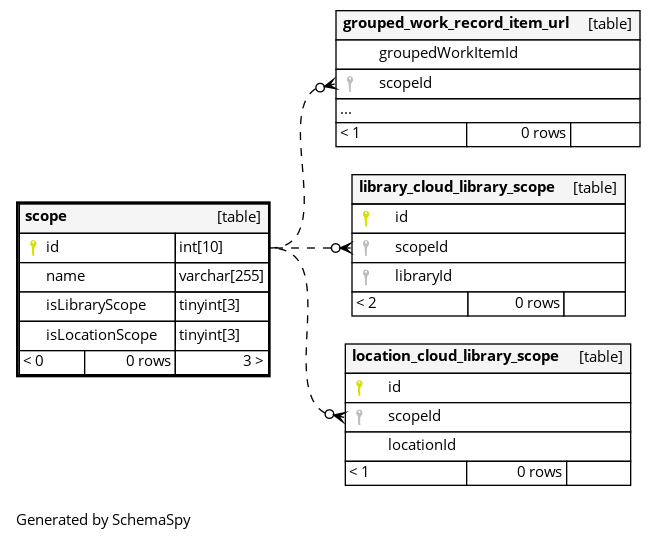 grouped_work_record_item_url [table]
groupedWorkItemId
scopeId
...
< 1 0 rows
library_cloud_library_scope [table]
id
scopeId
libraryId
< 2 0 rows
scope [table]
id int[10]
name varchar[255]
isLibraryScope tinyint[3]
isLocationScope tinyint[3]
< 0 0 rows 3 >
location_cloud_library_scope [table]
id
scopeId
locationId
< 1 0 rows
Generated by SchemaSpy